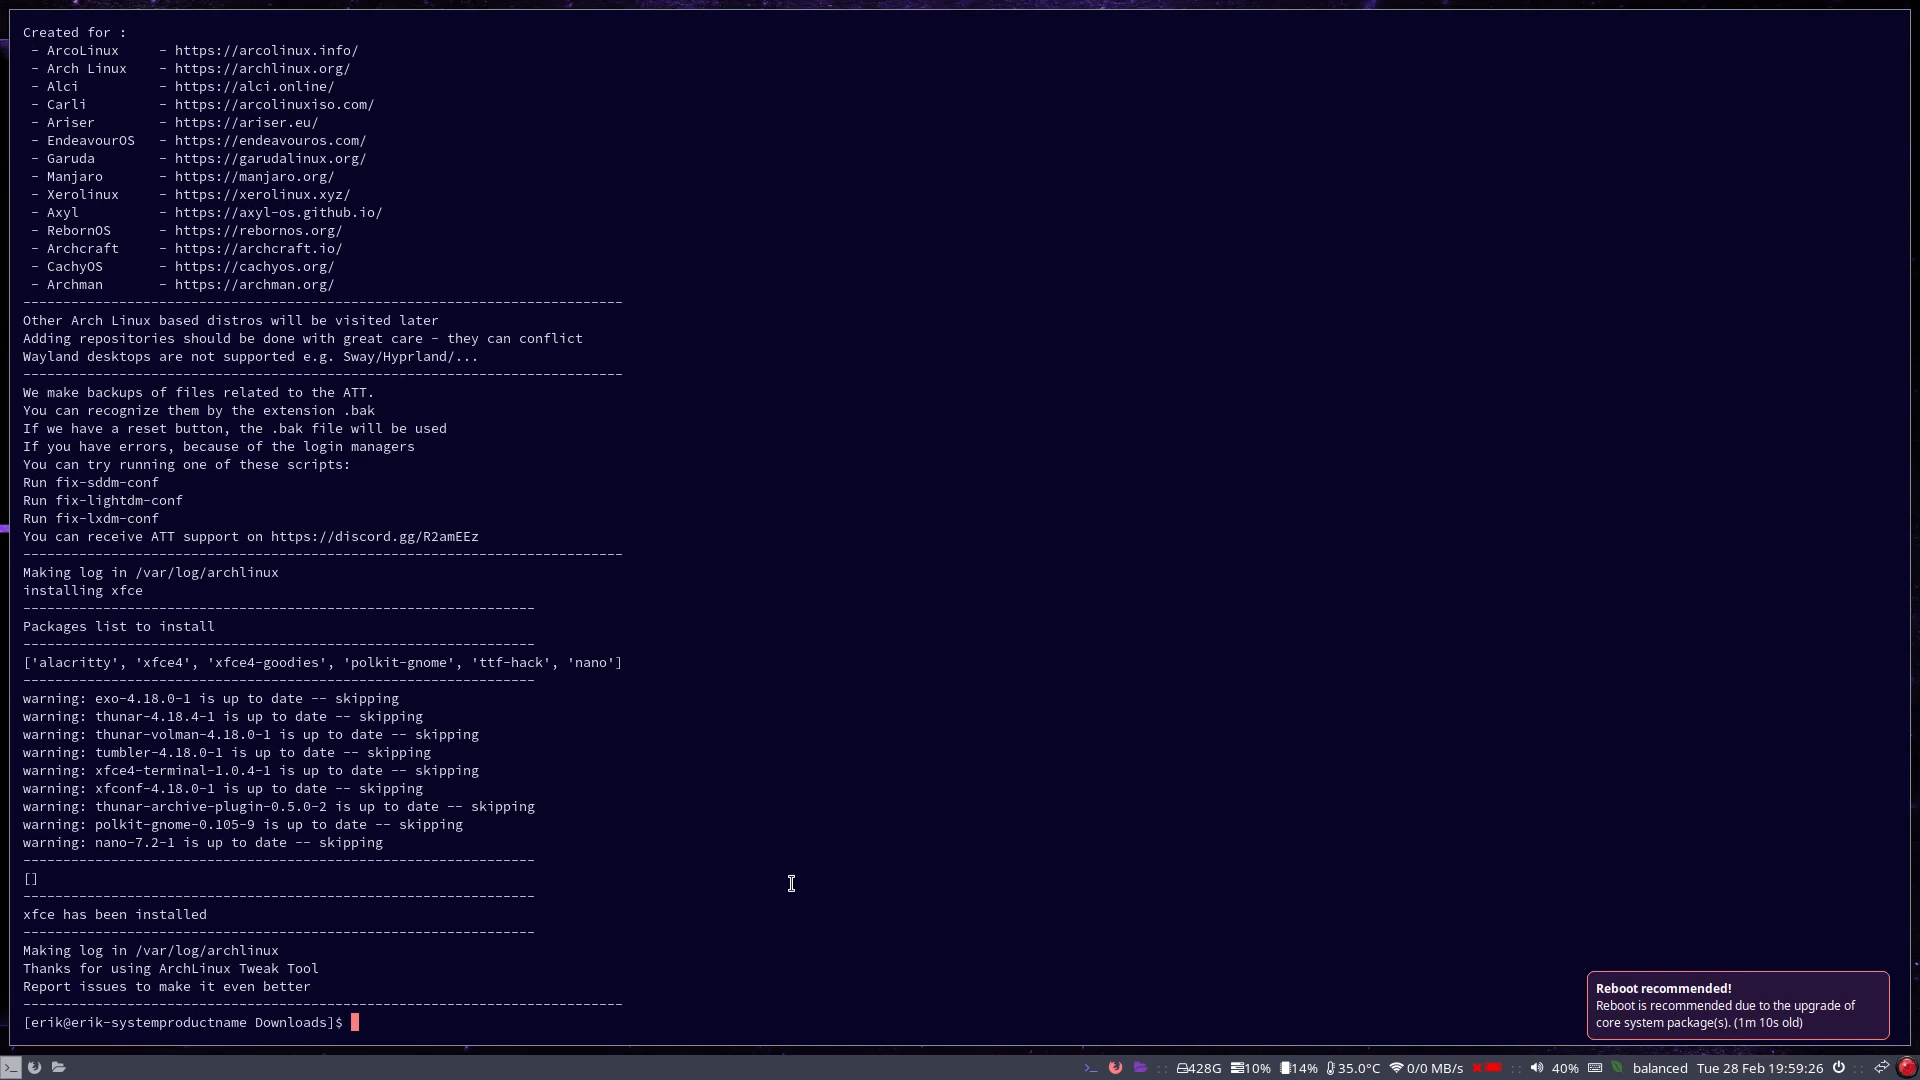 Created for :
 - ArcoLinux     - https://arcolinux.info/
 - Arch Linux    - https://archlinux.org/
 - Alci          - https://alci.online/
 - Carli         - https://arcolinuxiso.com/
 - Ariser        - https://ariser.eu/
 - EndeavourOS   - https://endeavouros.com/
 - Garuda        - https://garudalinux.org/
 - Manjaro       - https://manjaro.org/
 - Xerolinux     - https://xerolinux.xyz/
 - Axyl          - https://axyl-os.github.io/
 - RebornOS      - https://rebornos.org/
 - Archcraft     - https://archcraft.io/
 - CachyOS       - https://cachyos.org/
 - Archman       - https://archman.org/
---------------------------------------------------------------------------
Other Arch Linux based distros will be visited later
Adding repositories should be done with great care - they can conflict
Wayland desktops are not supported e.g. Sway/Hyprland/...
---------------------------------------------------------------------------
We make backups of files related to the ATT.
You can recognize them by the extension .bak
If we have a reset button, the .bak file will be used
If you have errors, because of the login managers
You can try running one of these scripts:
Run fix-sddm-conf
Run fix-lightdm-conf
Run fix-lxdm-conf
You can receive ATT support on https://discord.gg/R2amEEz
---------------------------------------------------------------------------
Making log in /var/log/archlinux
installing xfce
----------------------------------------------------------------
Packages list to install
----------------------------------------------------------------
['alacritty', 'xfce4', 'xfce4-goodies', 'polkit-gnome', 'ttf-hack', 'nano']
----------------------------------------------------------------
warning: exo-4.18.0-1 is up to date -- skipping
warning: thunar-4.18.4-1 is up to date -- skipping
warning: thunar-volman-4.18.0-1 is up to date -- skipping
warning: tumbler-4.18.0-1 is up to date -- skipping
warning: xfce4-terminal-1.0.4-1 is up to date -- skipping
warning: xfconf-4.18.0-1 is up to date -- skipping
warning: thunar-archive-plugin-0.5.0-2 is up to date -- skipping
warning: polkit-gnome-0.105-9 is up to date -- skipping
warning: nano-7.2-1 is up to date -- skipping
----------------------------------------------------------------
[]
----------------------------------------------------------------
xfce has been installed
----------------------------------------------------------------
Making log in /var/log/archlinux
Thanks for using ArchLinux Tweak Tool
Report issues to make it even better
---------------------------------------------------------------------------
[erik@erik-systemproductname Downloads]$
Reboot recommended!
Reboot is recommended due to the upgrade of
core system package(s). (1m 10s old)
428G 10% 14% 35.0°C 0/0 MB/s 40% balanced Tue 28 Feb 19:59:26